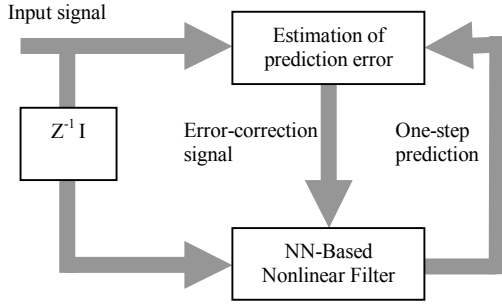 Input signal
Estimation of
prediction error
Z⁻¹ I
Error-correction
signal
One-step
prediction
NN-Based
Nonlinear Filter